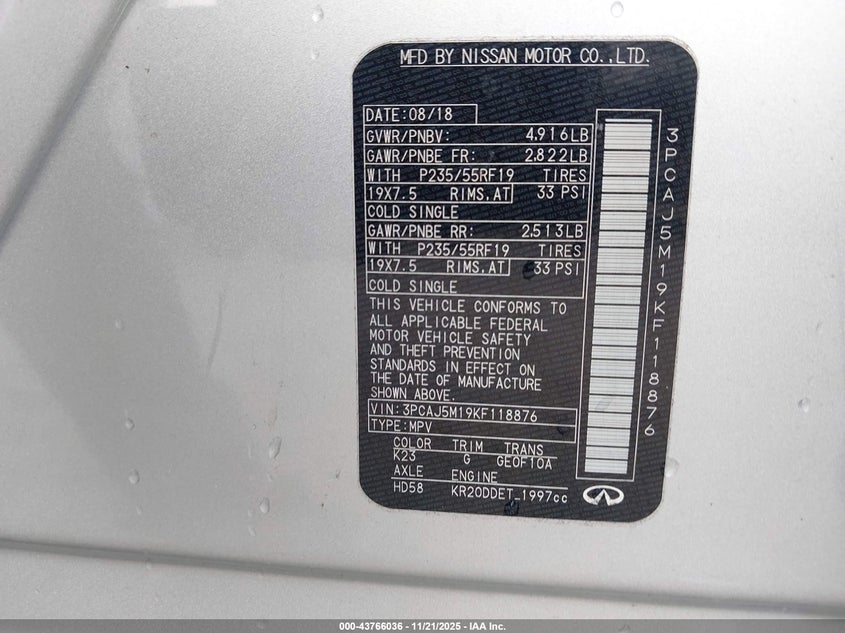 MFD BY NISSAN MOTOR CO.,LTD.
DATE:08/18
GVWR/PNBV: 4,916LB
GAWR/PNBE FR: 2,822LB
WITH P235/55RF19 TIRES
19X7.5 RIMS,AT 33 PSI
COLD SINGLE
GAWR/PNBE RR: 2,513LB
WITH P235/55RF19 TIRES
19X7.5 RIMS,AT 33 PSI
COLD SINGLE
THIS VEHICLE CONFORMS TO
ALL APPLICABLE FEDERAL
MOTOR VEHICLE SAFETY
AND THEFT PREVENTION
STANDARDS IN EFFECT ON
THE DATE OF MANUFACTURE
SHOWN ABOVE.
VIN:3PCAJ5M19KF118876
TYPE:MPV
COLOR TRIM TRANS
K23 G GE0F10A
AXLE ENGINE
HD58 KR20DDET_1997cc
3PCAJ5M19KF118876
000-43766036 - 11/21/2025 - IAA Inc.